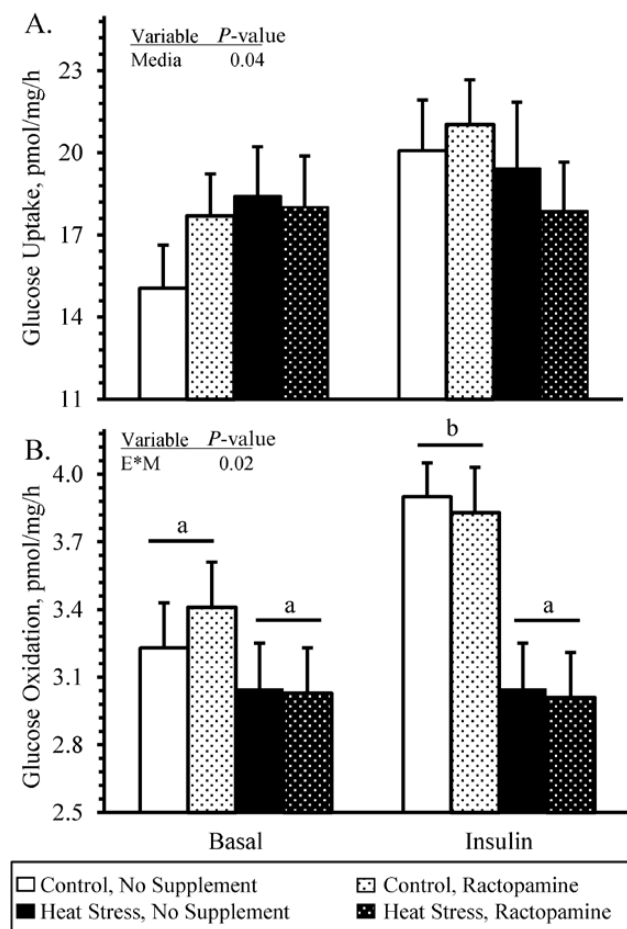 A.
Variable P-value
Media 0.04
23
20
17
14
11
Glucose Uptake, pmol/mg/h
B.
Variable P-value
E*M 0.02
b
a
a
a
4.0
3.7
3.4
3.1
2.8
2.5
Glucose Oxidation, pmol/mg/h
Basal Insulin
Control, No Supplement Control, Ractopamine
Heat Stress, No Supplement Heat Stress, Ractopamine